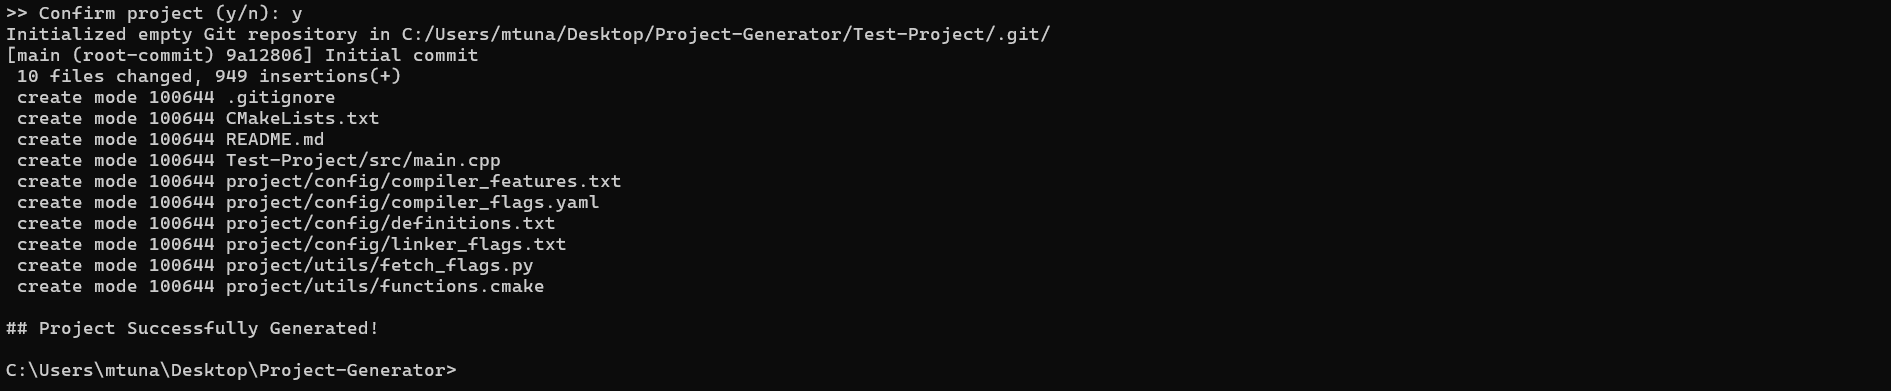 >> Confirm project (y/n): y
Initialized empty Git repository in C:/Users/mtuna/Desktop/Project-Generator/Test-Project/.git/
[main (root-commit) 9a12806] Initial commit
 10 files changed, 949 insertions(+)
 create mode 100644 .gitignore
 create mode 100644 CMakeLists.txt
 create mode 100644 README.md
 create mode 100644 Test-Project/src/main.cpp
 create mode 100644 project/config/compiler_features.txt
 create mode 100644 project/config/compiler_flags.yaml
 create mode 100644 project/config/definitions.txt
 create mode 100644 project/config/linker_flags.txt
 create mode 100644 project/utils/fetch_flags.py
 create mode 100644 project/utils/functions.cmake
## Project Successfully Generated!
C:\Users\mtuna\Desktop\Project-Generator>